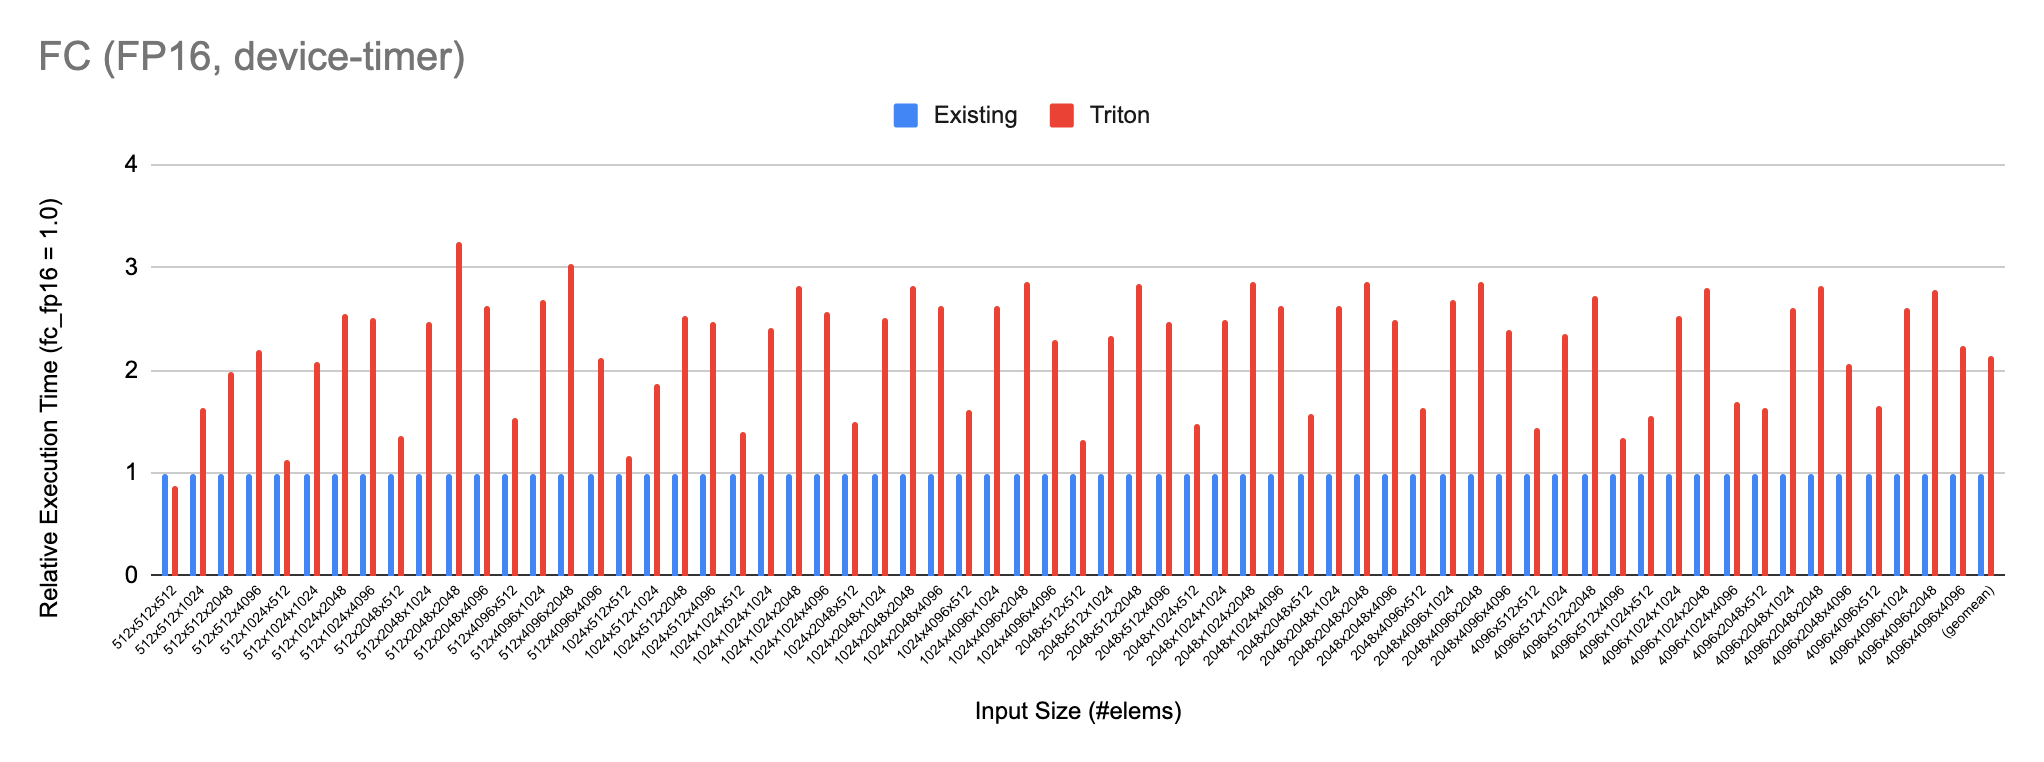 FC (FP16, device-timer)
Existing
Triton
Relative Execution Time (fc_fp16 = 1.0)
4
3
2
1
0
512x512x512
512x512x1024
512x512x2048
512x512x4096
512x1024x512
512x1024x1024
512x1024x2048
512x1024x4096
512x2048x512
512x2048x1024
512x2048x2048
512x2048x4096
512x4096x512
512x4096x1024
512x4096x2048
512x4096x4096
1024x512x512
1024x512x1024
1024x512x2048
1024x512x4096
1024x1024x512
1024x1024x1024
1024x1024x2048
1024x1024x4096
1024x2048x512
1024x2048x1024
1024x2048x2048
1024x2048x4096
1024x4096x512
1024x4096x1024
1024x4096x2048
1024x4096x4096
2048x512x512
2048x512x1024
2048x512x2048
2048x512x4096
2048x1024x512
2048x1024x1024
2048x1024x2048
2048x1024x4096
2048x2048x512
2048x2048x1024
2048x2048x2048
2048x2048x4096
2048x4096x512
2048x4096x1024
2048x4096x2048
2048x4096x4096
4096x512x512
4096x512x1024
4096x512x2048
4096x512x4096
4096x1024x512
4096x1024x1024
4096x1024x2048
4096x1024x4096
4096x2048x512
4096x2048x1024
4096x2048x2048
4096x2048x4096
4096x4096x512
4096x4096x1024
4096x4096x2048
4096x4096x4096
(geomean)
Input Size (#elems)